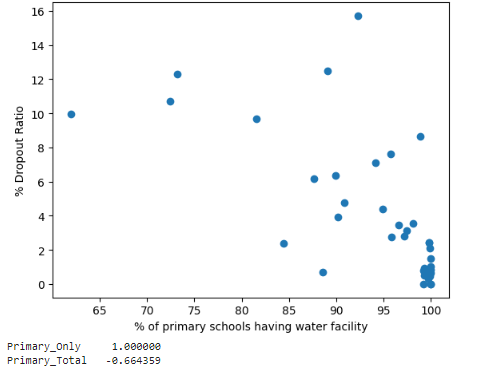 16
14
12
10
8
6
4
2
0
% Dropout Ratio
65 70 75 80 85 90 95 100
% of primary schools having water facility
Primary_Only 1.000000
Primary_Total -0.664359